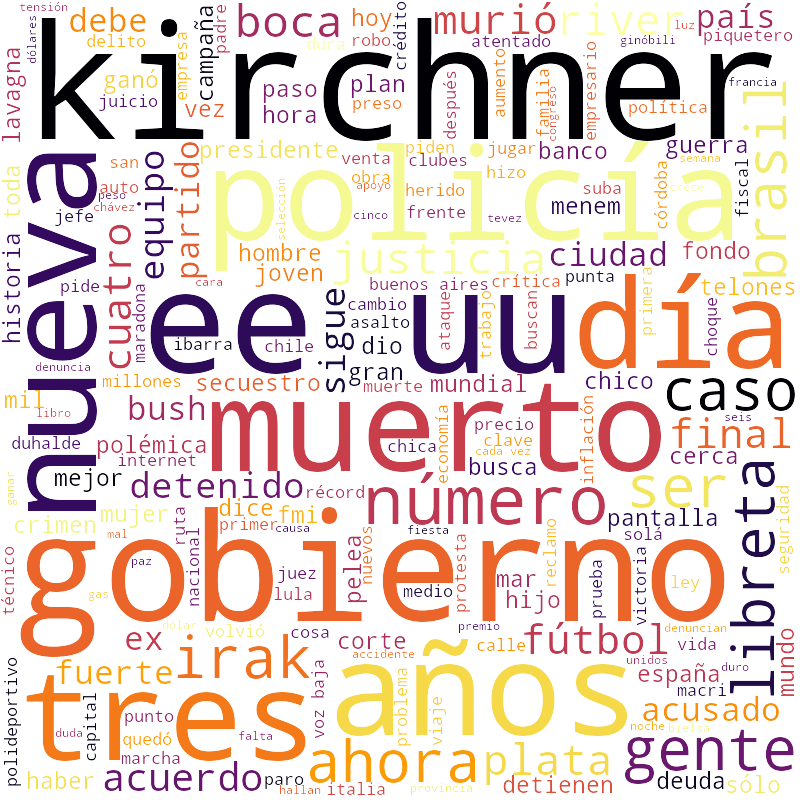 tensión
dólares
kirchner
debe
delito
lavagna
empresa
ganó
juicio
campaña
vez
boca
hoy
padre
robo
paso
hora
dura
crédito
plan
preso
murió
atentado
después
aumento
river
ginóbili
familia
congreso
empresario
política
país
luz
piquetero
francia
nueva
historia
toda
san
auto
peso
chávez
jefe
pide
equipo
partido
presidente
policía
selección
venta
obra
apoyo
cinco
clubes
herido
frente
jugar
hizo
tevez
banco
suba
menem
guerra
córdoba
fiscal
semana
crece
brasil
hombre
joven
justicia
cara
ciudad
fondo
cuatro
maradona
ibarra
denuncia
ee uu
sigue
buenos aires
cambio
asalto
chile
dio
gran
crítica
ataque
trabajo
buscan
punta
día
primera
telones
choque
mil
millones
secuestro
muerte
mundial
chico
caso
libro
duhalde
polémica
bush
internet
muerto
chica
precio
clave
cada vez
economía
inflación
busca
final
cerca
seis
mejor
detenido
récord
número
ser
libreta
pantalla
seguridad
ganar
crimen
mujer
dice
fmi
primer
mal
ruta
nacional
causa
pelea
nuevos
fiesta
protesta
reclamo
mar
hijo
solá
prueba
victoria
ley
técnico
paz
gas
gobierno
juez
lula
medio
denuncian
dólar
volvió
cosa
premio
ex
irak
corte
calle
fútbol
vida
mundo
accidente
unidos
polideportivo
fuerte
tres
voz baja
años
problema
viaje
españa
macri
duro
noche
bielsa
acusado
capital
punto
marcha
duda
quedó
falta
haber
acuerdo
paro
hallan
italia
ahora
provincia
plata
detienen
gente
deuda
sólo